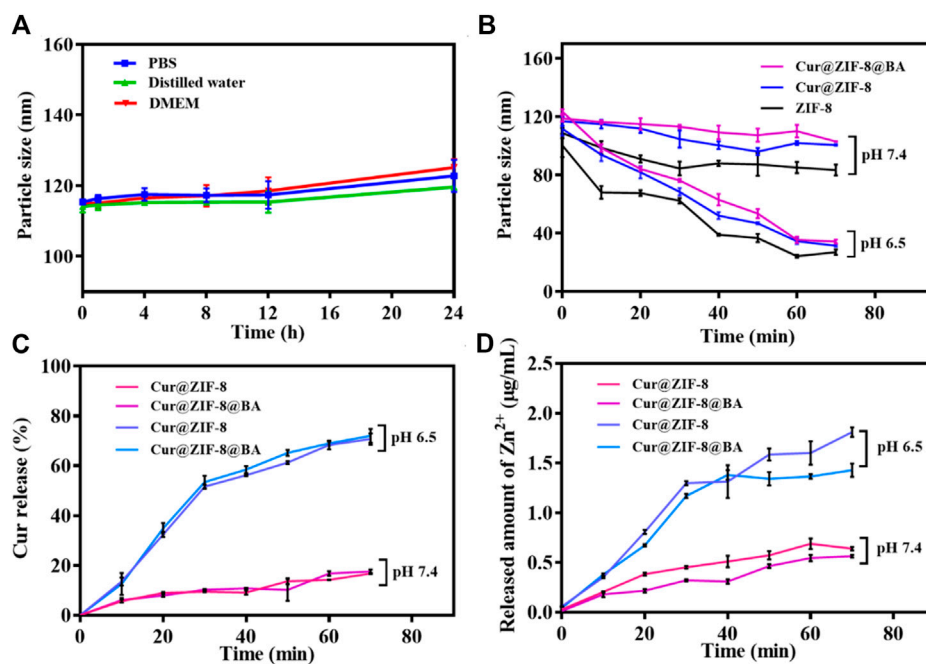 A
160
140
120
100
Particle size (nm)
PBS
Distilled water
DMEM
0
4
8
12
24
Time (h)
B
160
120
80
40
0
Particle size (nm)
Cur@ZIF-8@BA
Cur@ZIF-8
ZIF-8
pH 7.4
pH 6.5
0
20
40
60
80
Time (min)
C
100
80
60
40
20
0
Cur release (%)
Cur@ZIF-8
Cur@ZIF-8@BA
Cur@ZIF-8
Cur@ZIF-8@BA
pH 6.5
pH 7.4
0
20
40
60
80
Time (min)
D
2.5
2.0
1.5
1.0
0.5
0.0
Released amount of Zn²⁺ (µg/mL)
Cur@ZIF-8
Cur@ZIF-8@BA
Cur@ZIF-8
Cur@ZIF-8@BA
pH 6.5
pH 7.4
0
20
40
60
80
Time (min)